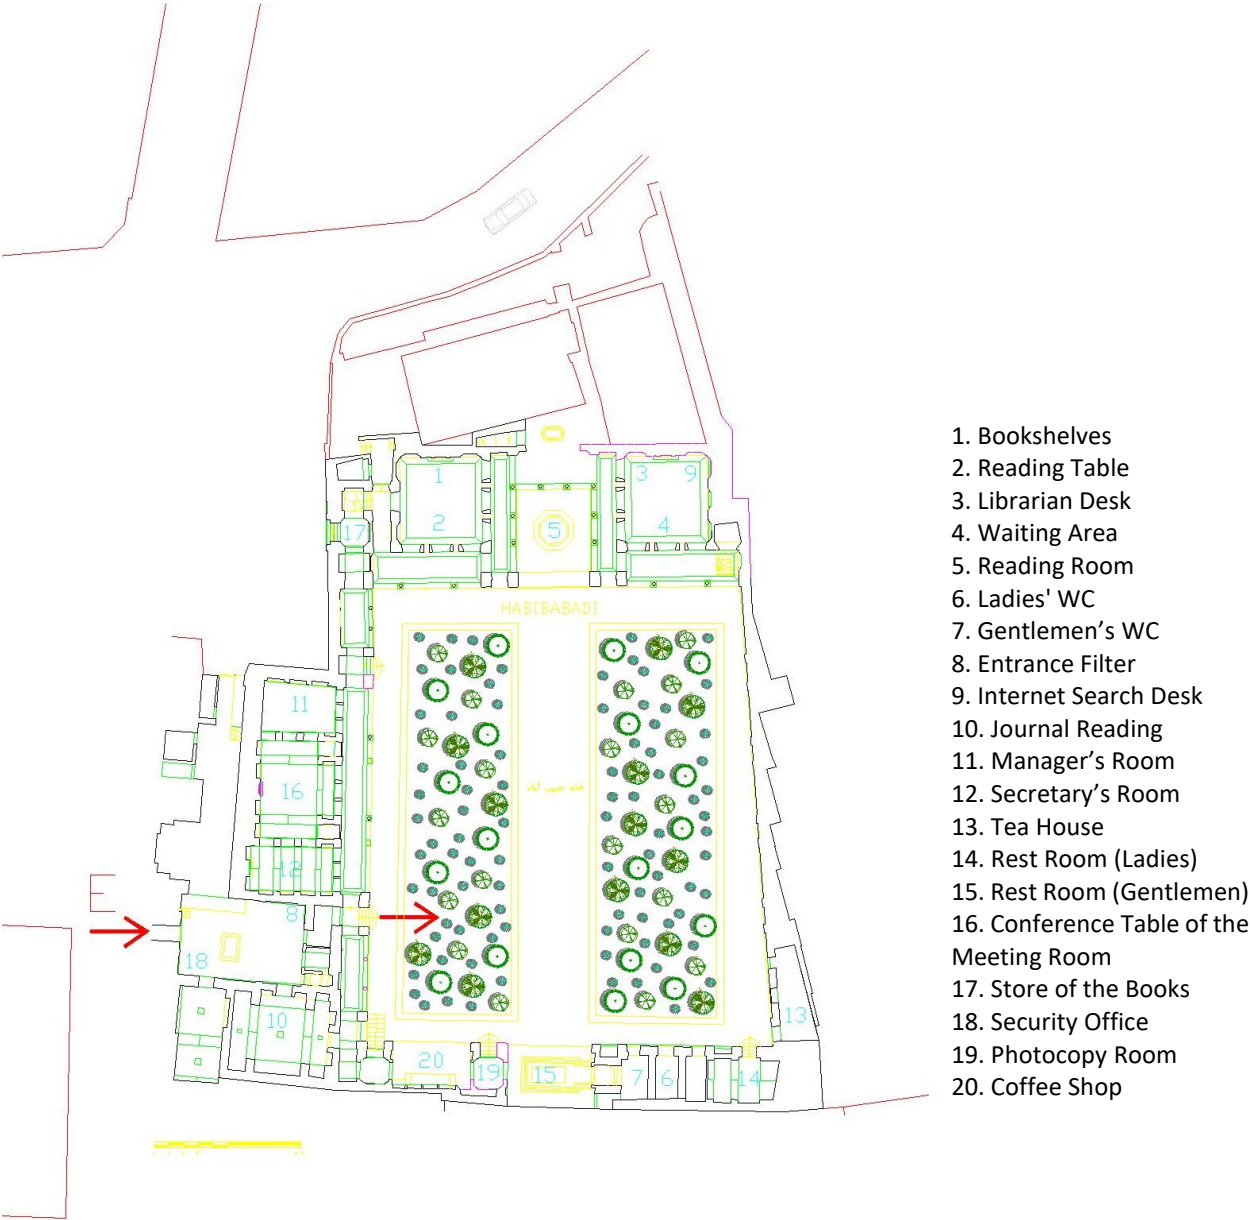 1
3
9
2
4
17
5
HABIBABADI
11
خانه حبیب آباد
16
12
E
8
18
10
13
20
19
15
7
6
14
1. Bookshelves
2. Reading Table
3. Librarian Desk
4. Waiting Area
5. Reading Room
6. Ladies' WC
7. Gentlemen’s WC
8. Entrance Filter
9. Internet Search Desk
10. Journal Reading
11. Manager’s Room
12. Secretary’s Room
13. Tea House
14. Rest Room (Ladies)
15. Rest Room (Gentlemen)
16. Conference Table of the
Meeting Room
17. Store of the Books
18. Security Office
19. Photocopy Room
20. Coffee Shop